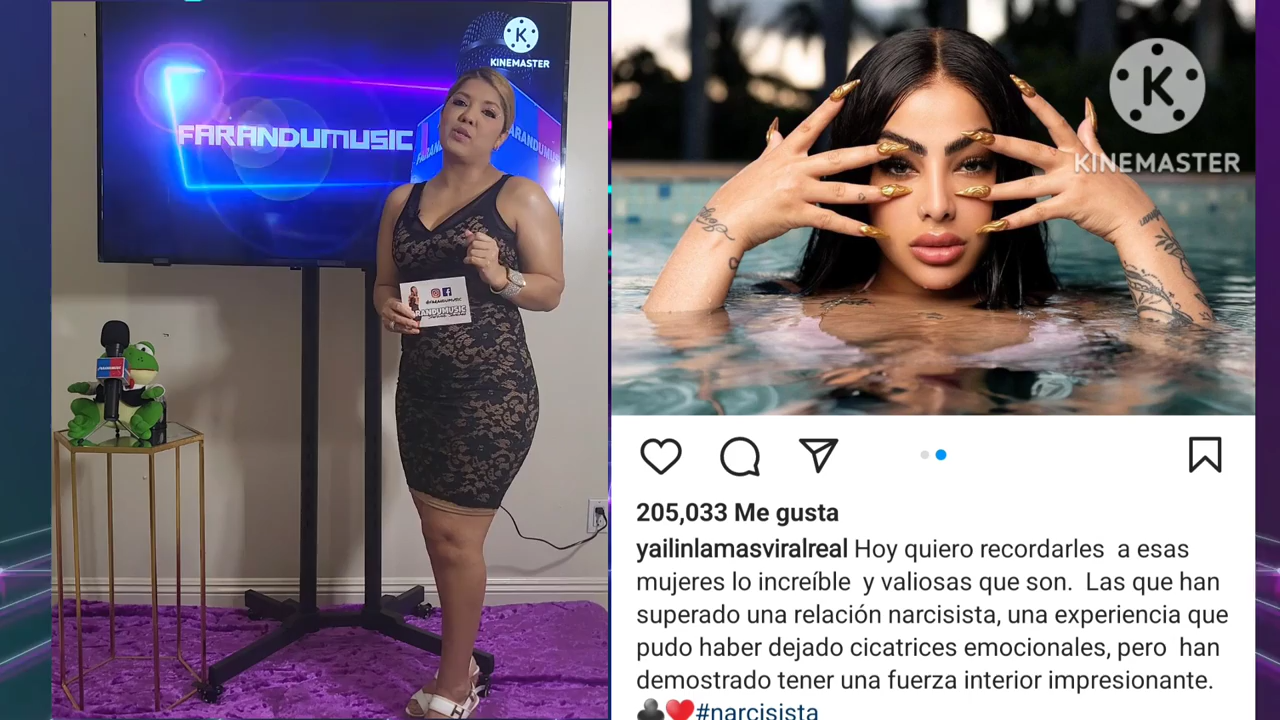 KINEMASTER
FARANDUMUSIC
FARANDUMUSIC
KINEMASTER
205,033 Me gusta
yailinlamasviralreal Hoy quiero recordarles a esas
mujeres lo increíble y valiosas que son. Las que han
superado una relación narcisista, una experiencia que
pudo haber dejado cicatrices emocionales, pero han
demostrado tener una fuerza interior impresionante.
#narcisista